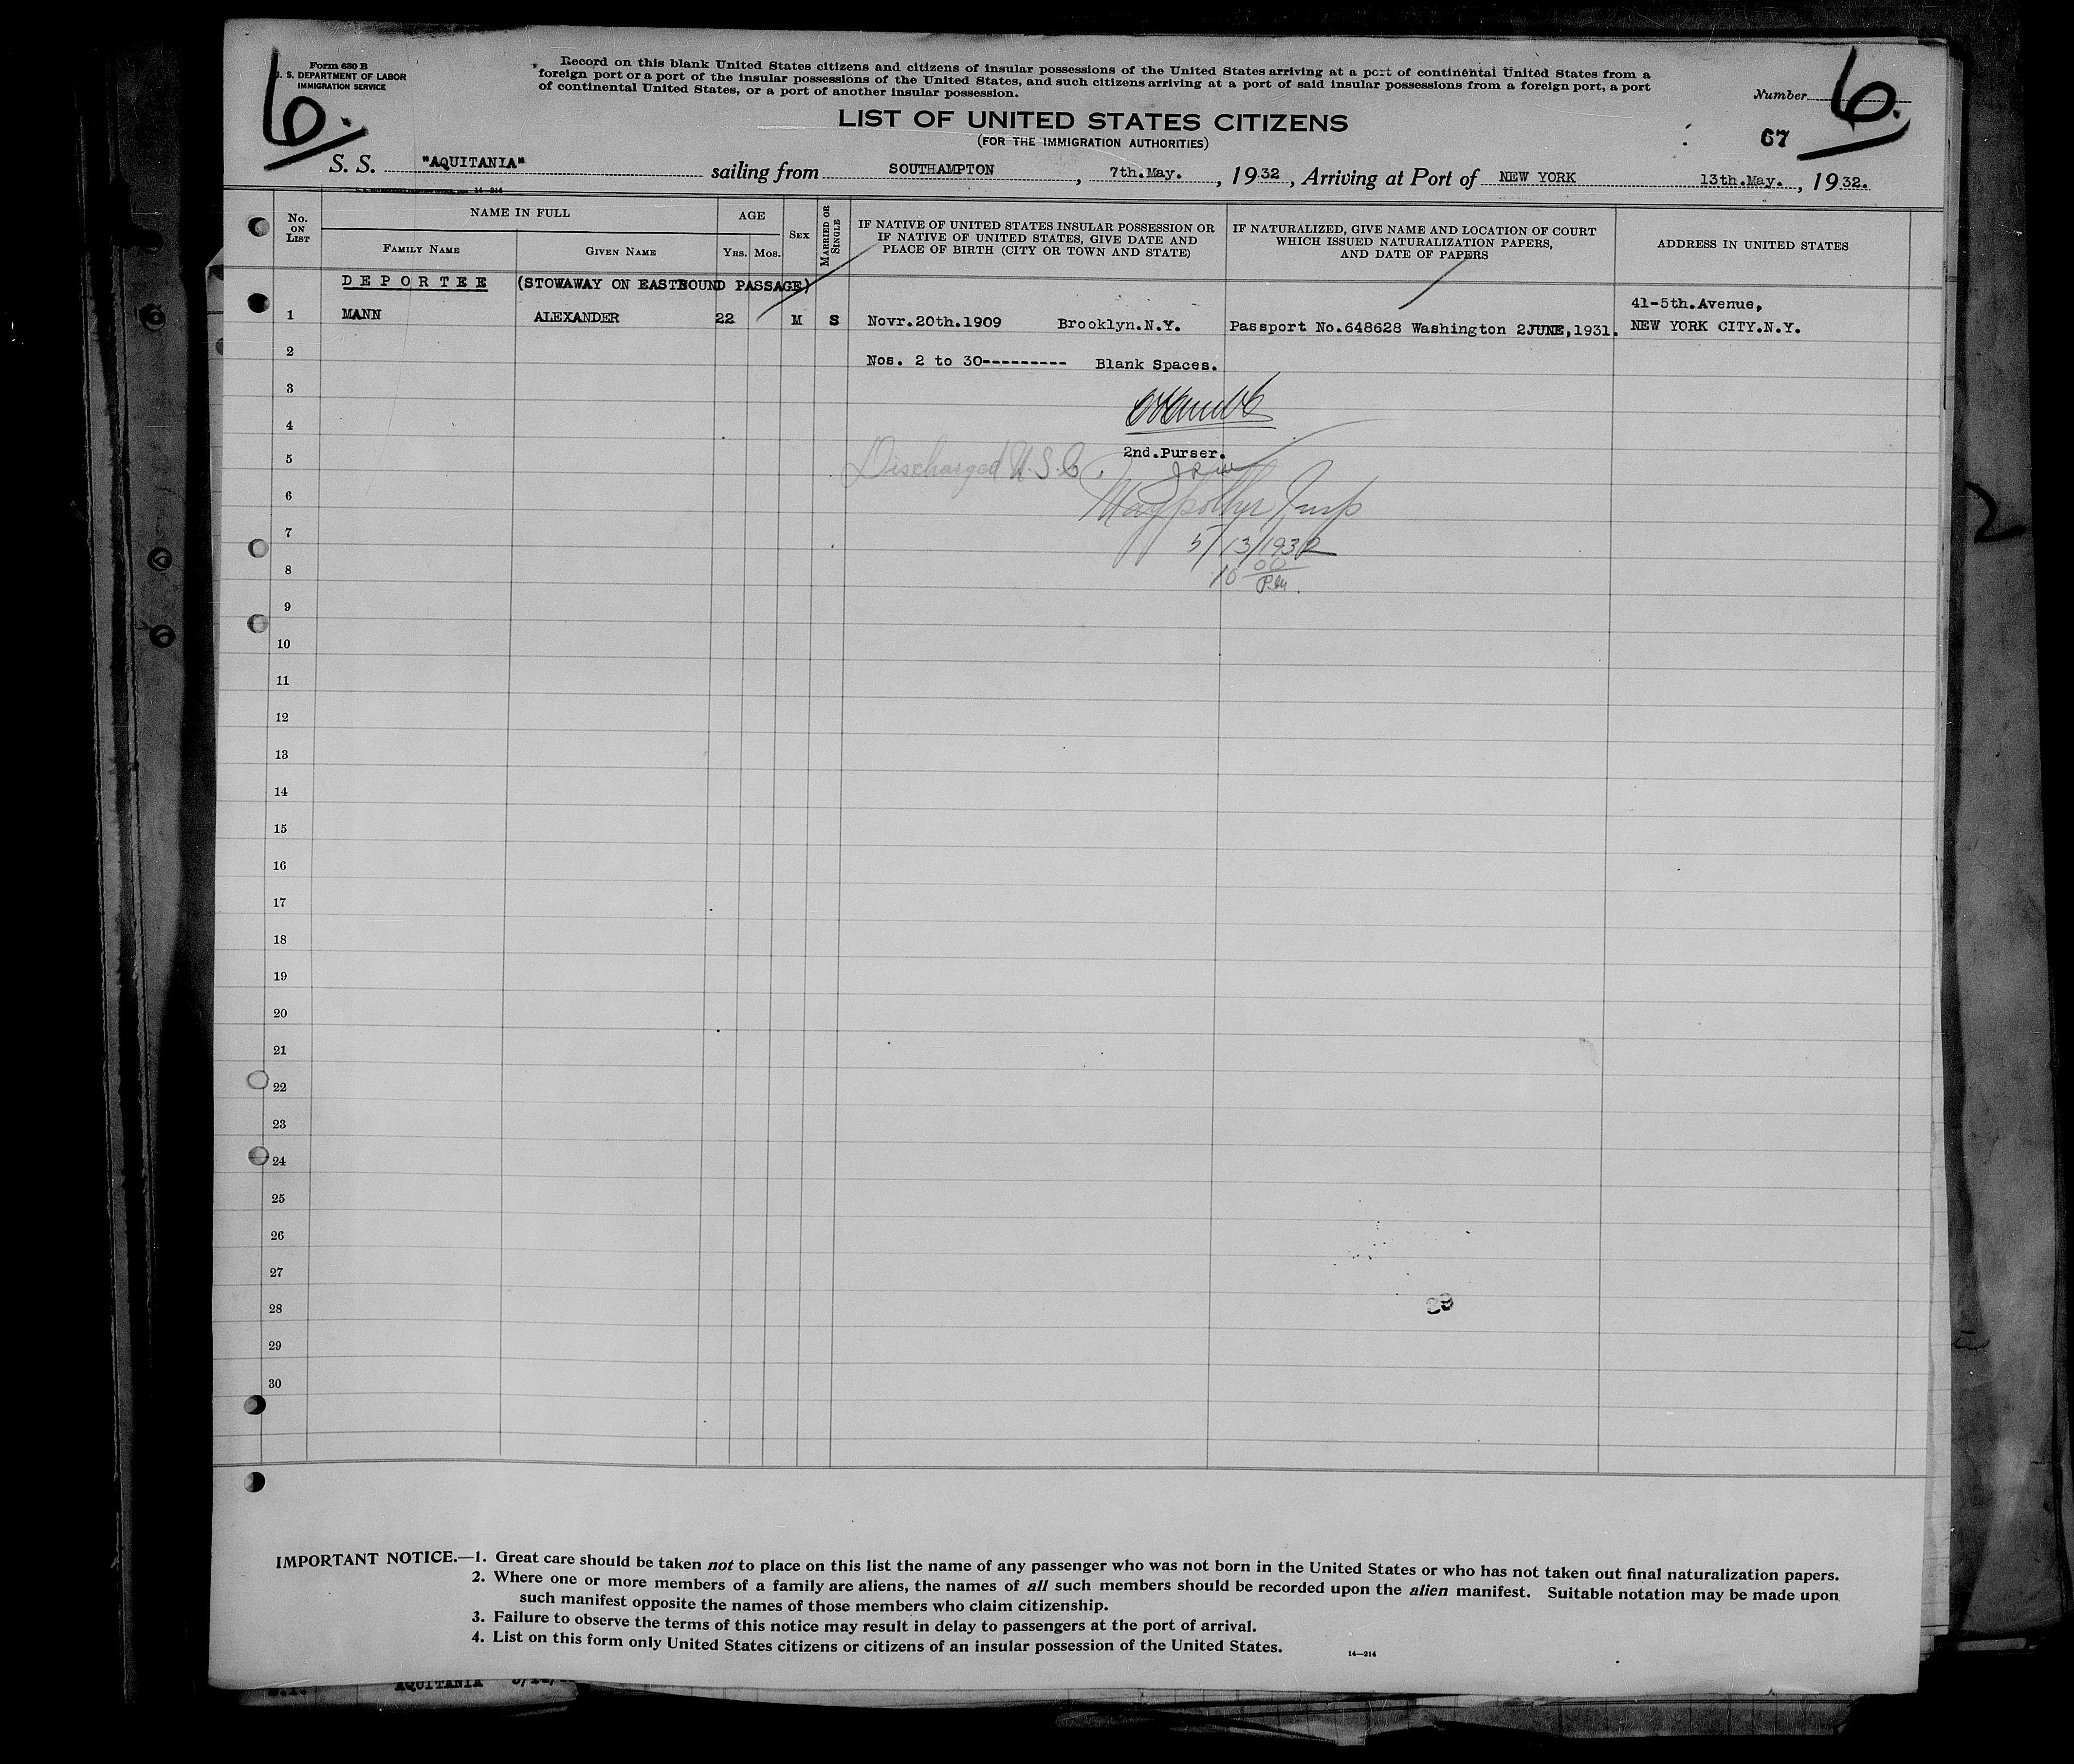 Form 630 B
U. S. DEPARTMENT OF LABOR
IMMIGRATION SERVICE
6.
Record on this blank United States citizens and citizens of insular possessions of the United States arriving at a port of continental United States from a
foreign port or a port of the insular possessions of the United States, and such citizens arriving at a port of said insular possessions from a foreign port, a port
of continental United States, or a port of another insular possession.
Number
6.
LIST OF UNITED STATES CITIZENS
(FOR THE IMMIGRATION AUTHORITIES)
67
S. S. "AQUITANIA" sailing from SOUTHAMPTON, 7th.May., 1932, Arriving at Port of NEW YORK 13th.May., 1932.
14—214
No. ON LIST
NAME IN FULL
FAMILY NAME
GIVEN NAME
AGE
YRS. MOS.
SEX
MARRIED OR SINGLE
IF NATIVE OF UNITED STATES INSULAR POSSESSION OR
IF NATIVE OF UNITED STATES, GIVE DATE AND
PLACE OF BIRTH (CITY OR TOWN AND STATE)
IF NATURALIZED, GIVE NAME AND LOCATION OF COURT
WHICH ISSUED NATURALIZATION PAPERS,
AND DATE OF PAPERS
ADDRESS IN UNITED STATES
DEPORTEE (STOWAWAY ON EASTBOUND PASSAGE)
41-5th.Avenue,
1 MANN ALEXANDER 22 M S Novr.20th.1909 Brooklyn.N.Y. Passport No.648628 Washington 2JUNE,1931. NEW YORK CITY.N.Y.
2 Nos. 2 to 30--------- Blank Spaces.
3
4
5 2nd.Purser.
Discharged U.S.C.
6 Insp
7 5/13/1932
8 10 00 P.M.
9
10
11
12
13
14
15
16
17
18
19
20
21
22
23
24
25
26
27
28
29
30
2
IMPORTANT NOTICE.—1. Great care should be taken not to place on this list the name of any passenger who was not born in the United States or who has not taken out final naturalization papers.
2. Where one or more members of a family are aliens, the names of all such members should be recorded upon the alien manifest. Suitable notation may be made upon
such manifest opposite the names of those members who claim citizenship.
3. Failure to observe the terms of this notice may result in delay to passengers at the port of arrival.
4. List on this form only United States citizens or citizens of an insular possession of the United States.
14—214
AQUITANIA